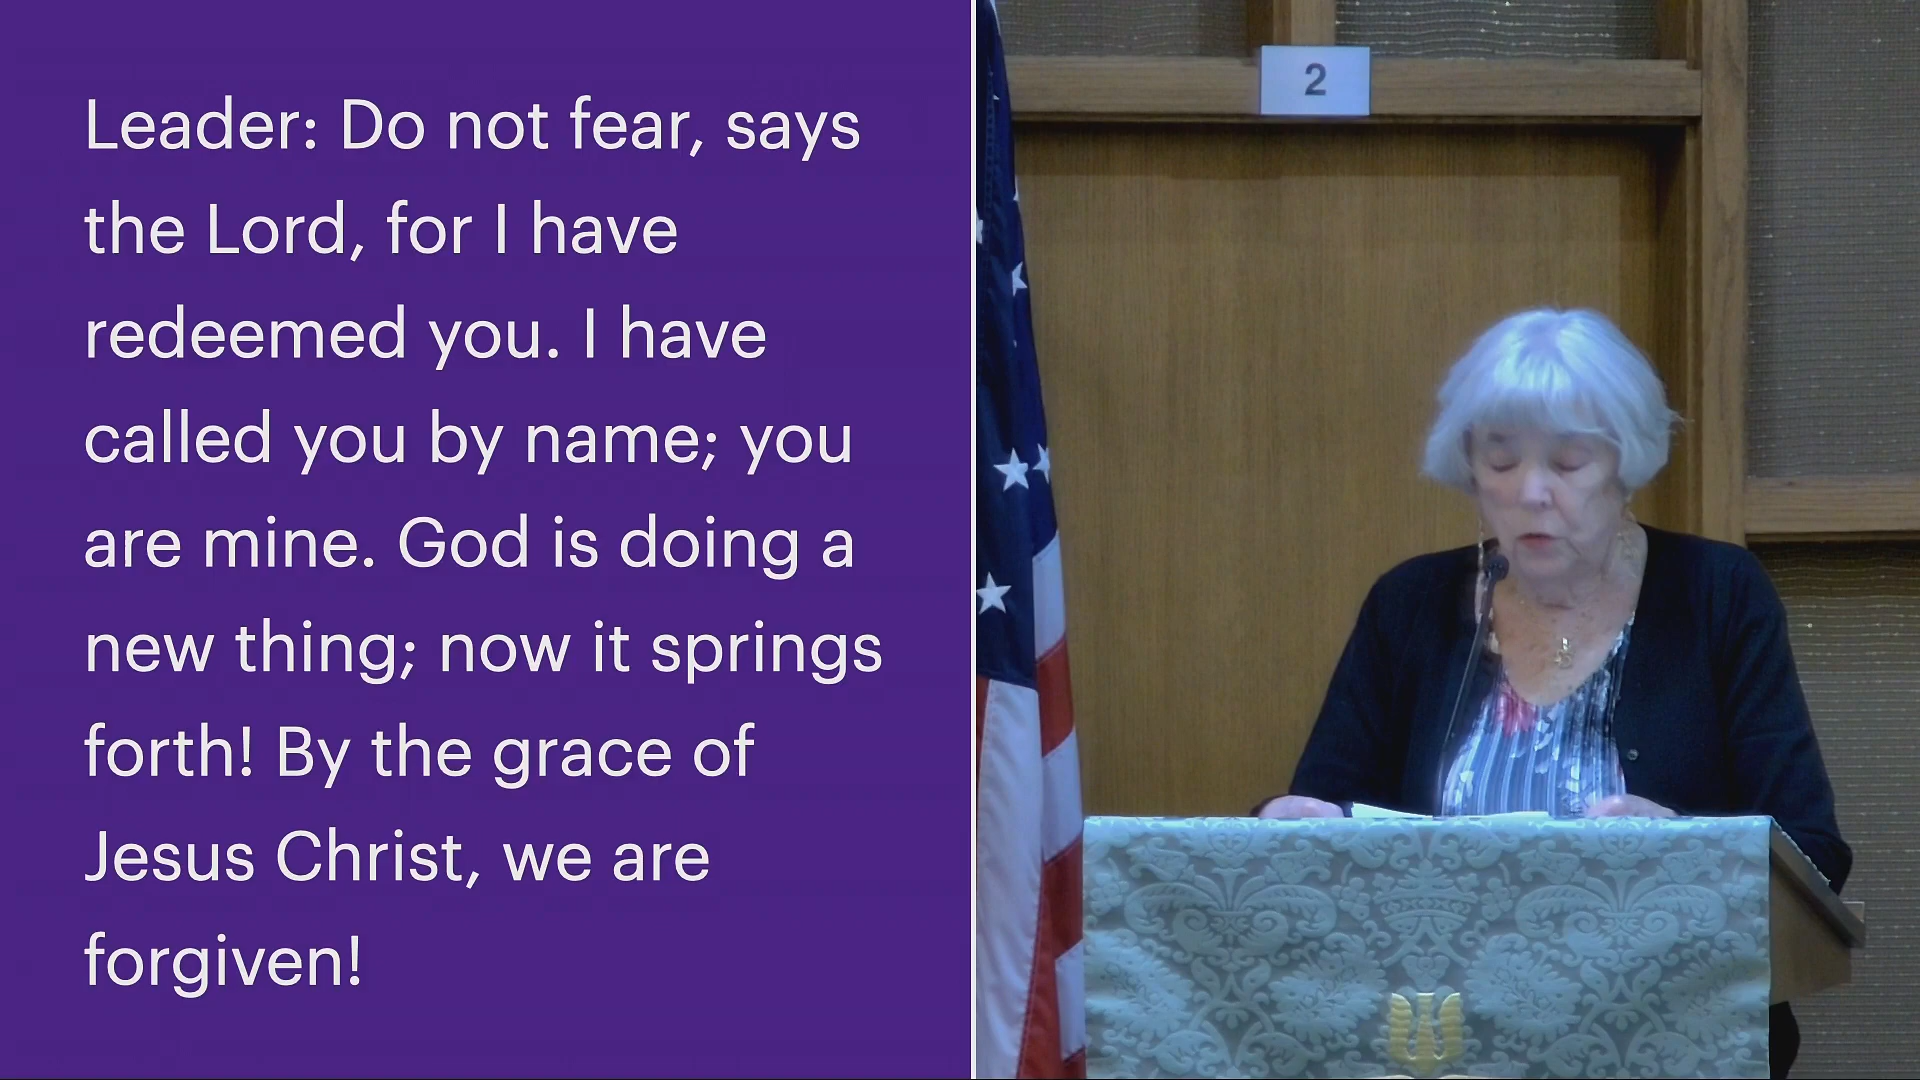 Leader: Do not fear, says
the Lord, for I have
redeemed you. I have
called you by name; you
are mine. God is doing a
new thing; now it springs
forth! By the grace of
Jesus Christ, we are
forgiven!
2